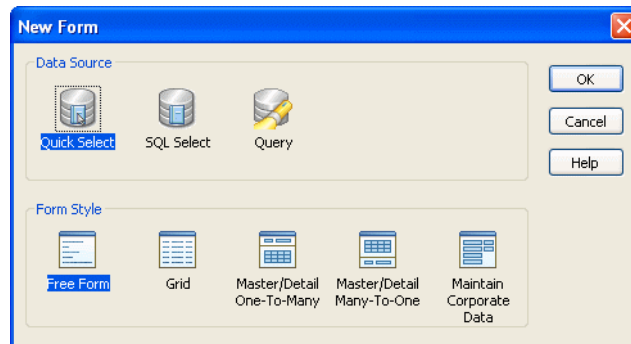 New Form
Data Source
Quick Select
SQL Select
Query
OK
Cancel
Help
Form Style
Free Form
Grid
Master/Detail
One-To-Many
Master/Detail
Many-To-One
Maintain
Corporate
Data